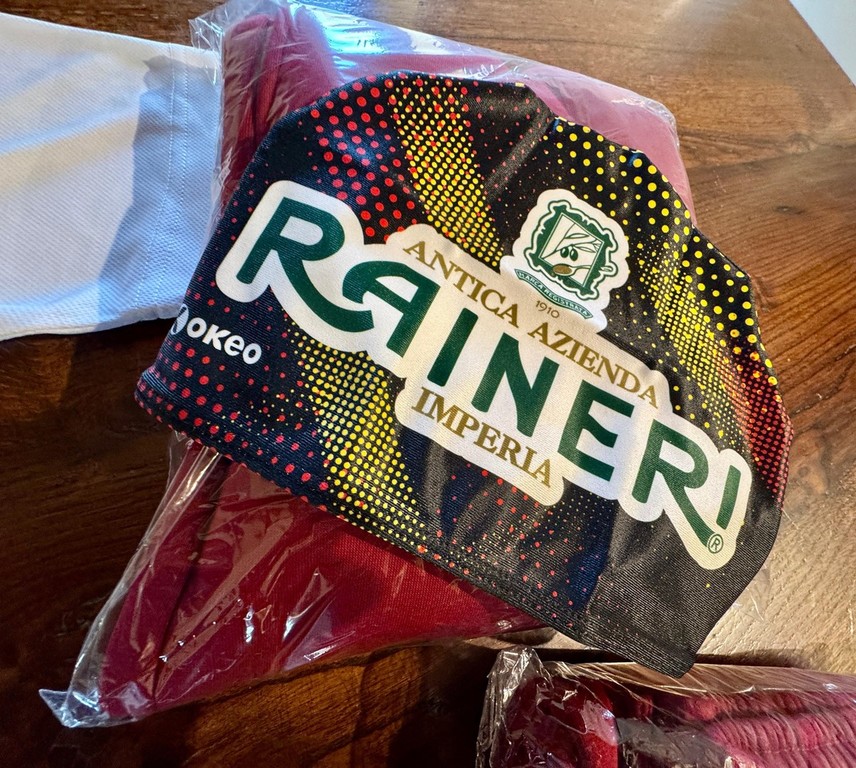 1910
ANTICA AZIENDA
RAINERI
IMPERIA
®
OKEO